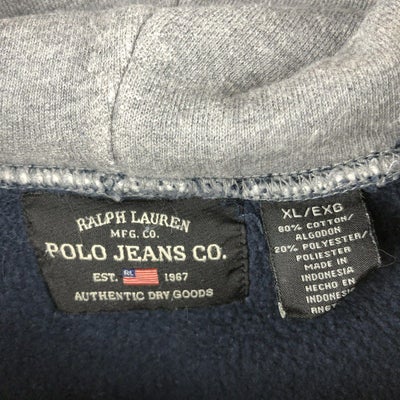 RALPH LAUREN
MFG. CO.
POLO JEANS CO.
EST. RL 1967
AUTHENTIC DRY GOODS
XL/EXG
80% COTTON/
ALGODON
20% POLYESTER/
POLIESTER
MADE IN
INDONESIA
HECHO EN
INDONESIA